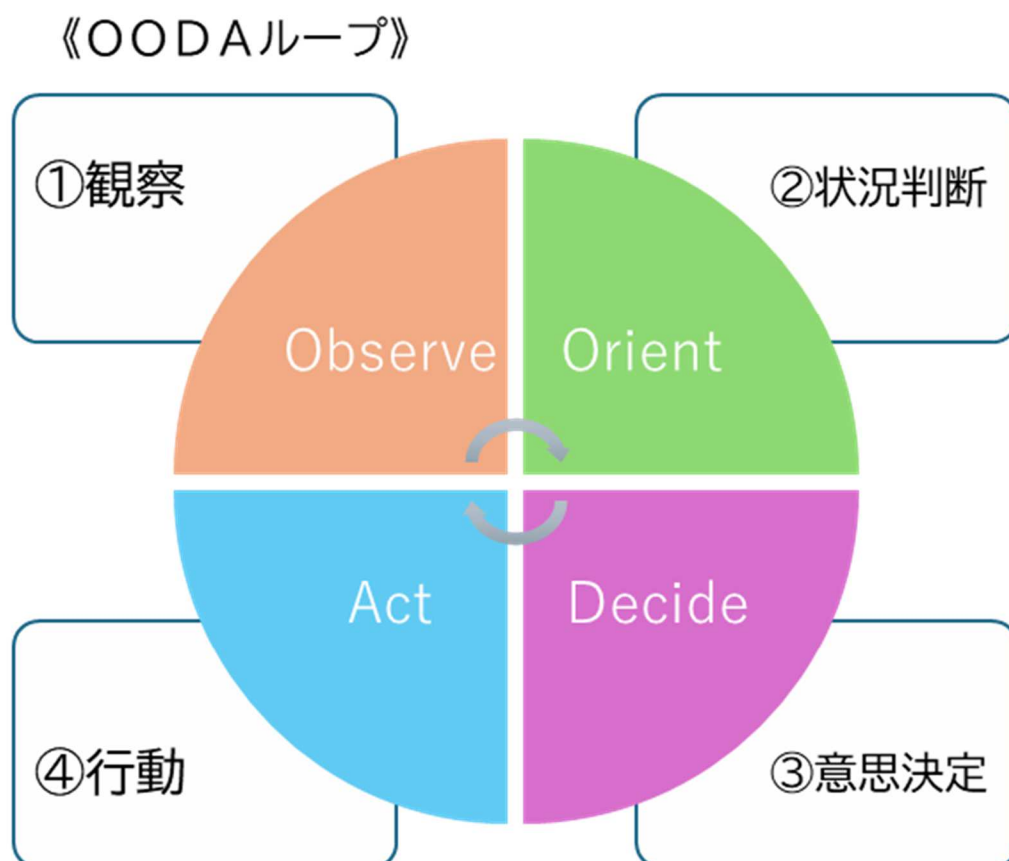 《ＯＯＤＡループ》
①観察
②状況判断
Observe
Orient
Act
Decide
④行動
③意思決定